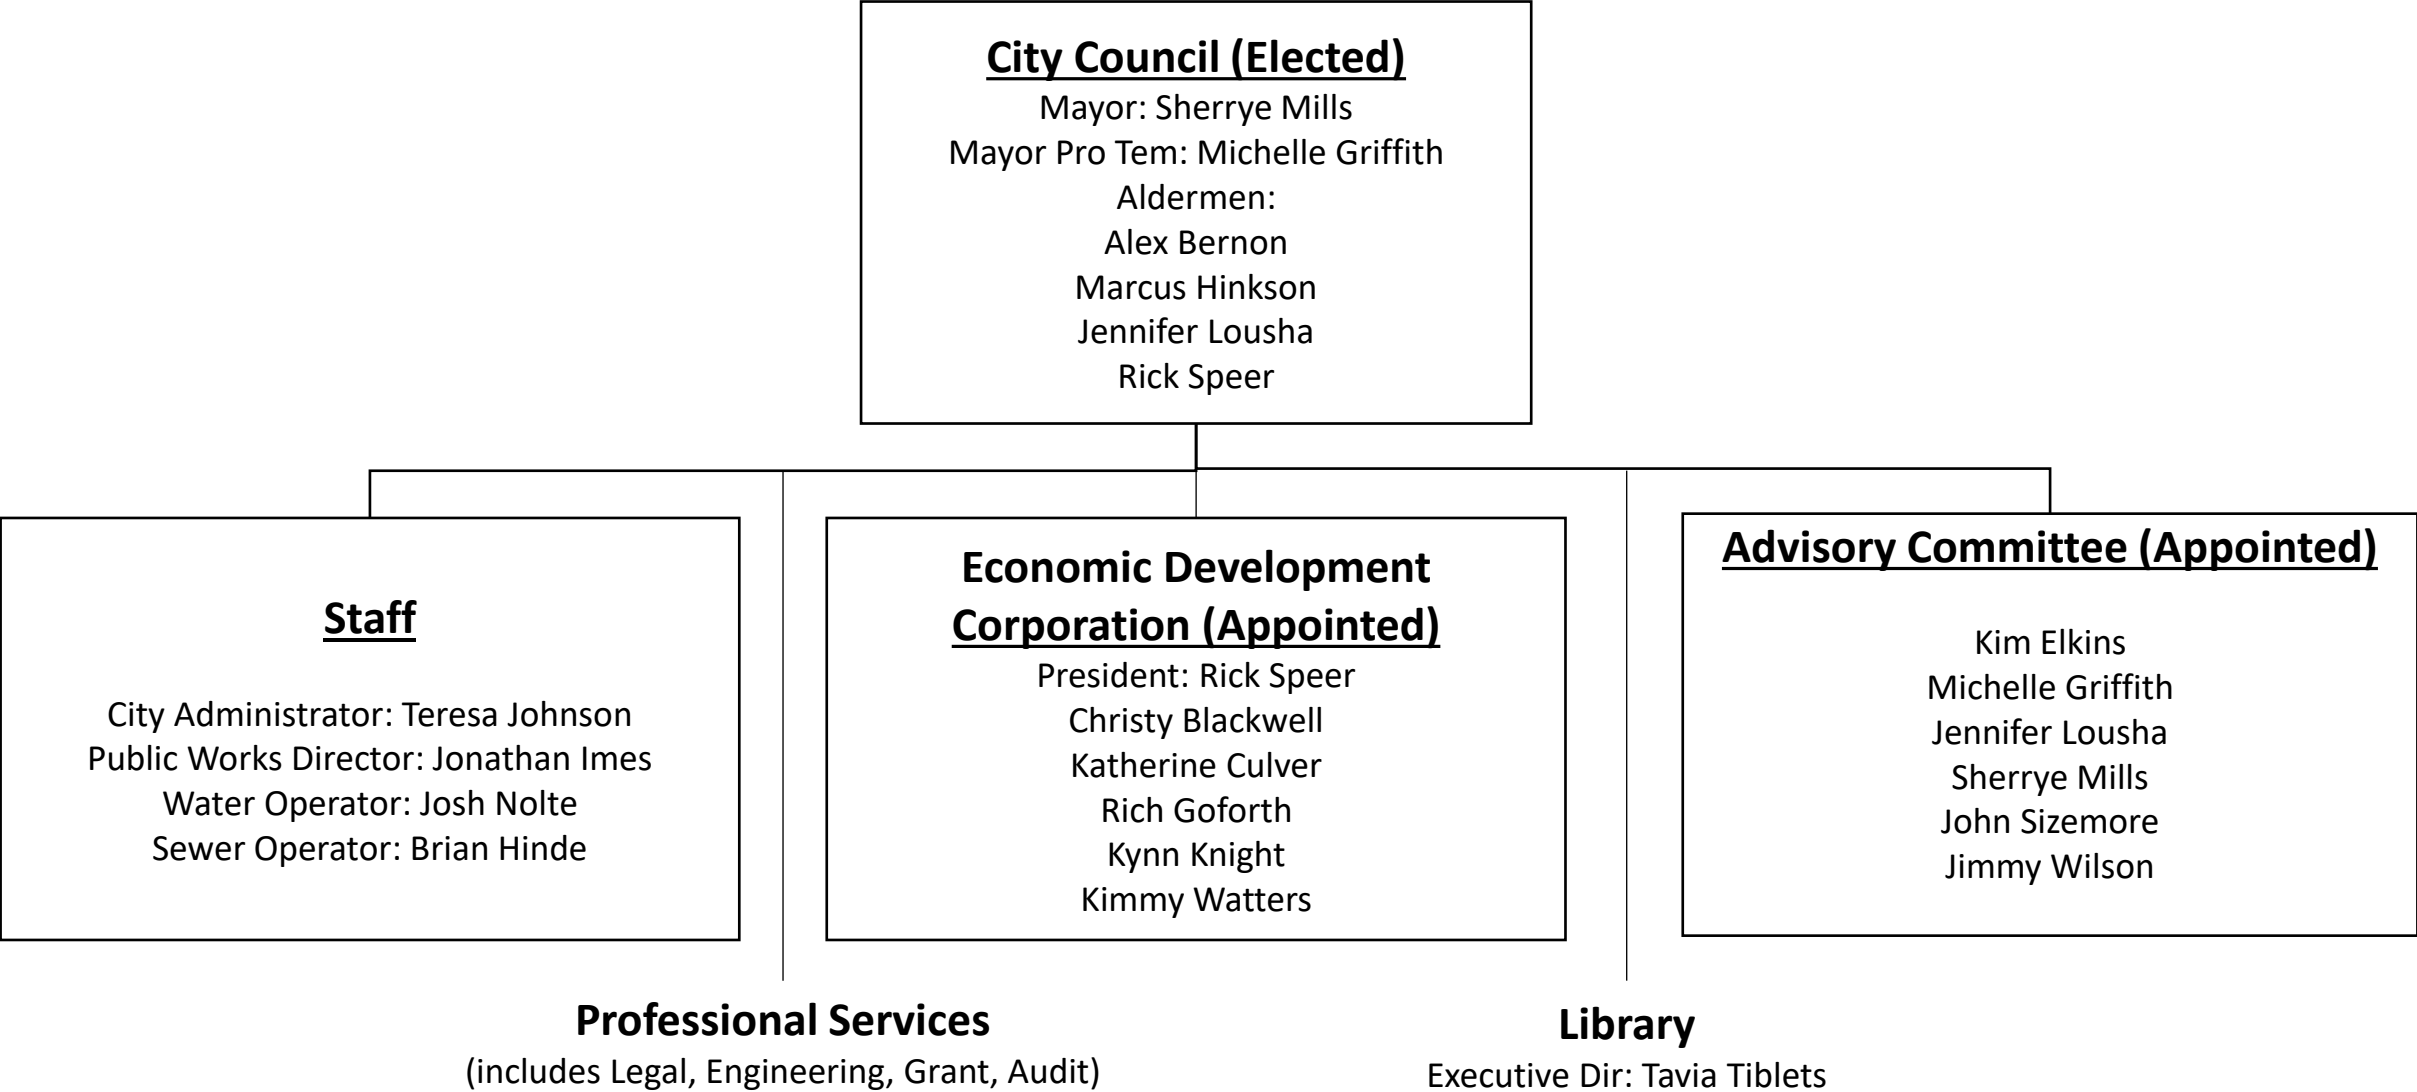 City Council (Elected)
Mayor: Sherrye Mills
Mayor Pro Tem: Michelle Griffith
Aldermen:
Alex Bernon
Marcus Hinkson
Jennifer Lousha
Rick Speer
Staff
City Administrator: Teresa Johnson
Public Works Director: Jonathan Imes
Water Operator: Josh Nolte
Sewer Operator: Brian Hinde
Economic Development
Corporation (Appointed)
President: Rick Speer
Christy Blackwell
Katherine Culver
Rich Goforth
Kynn Knight
Kimmy Watters
Advisory Committee (Appointed)
Kim Elkins
Michelle Griffith
Jennifer Lousha
Sherrye Mills
John Sizemore
Jimmy Wilson
Professional Services
(includes Legal, Engineering, Grant, Audit)
Library
Executive Dir: Tavia Tiblets